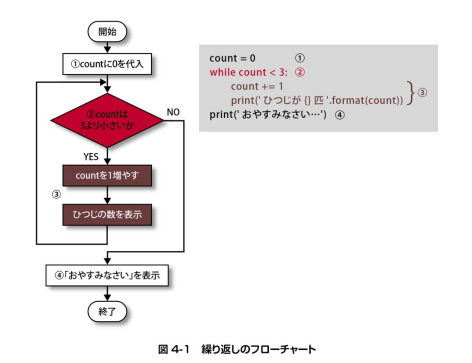 開始
①countに0を代入
②countは
3より小さいか
NO
YES
countを1増やす
③
ひつじの数を表示
④「おやすみなさい」を表示
終了
count = 0 ①
while count < 3: ②
count += 1
print(' ひつじが {} 匹 '.format(count))
③
print(' おやすみなさい…') ④
図 4-1 繰り返しのフローチャート